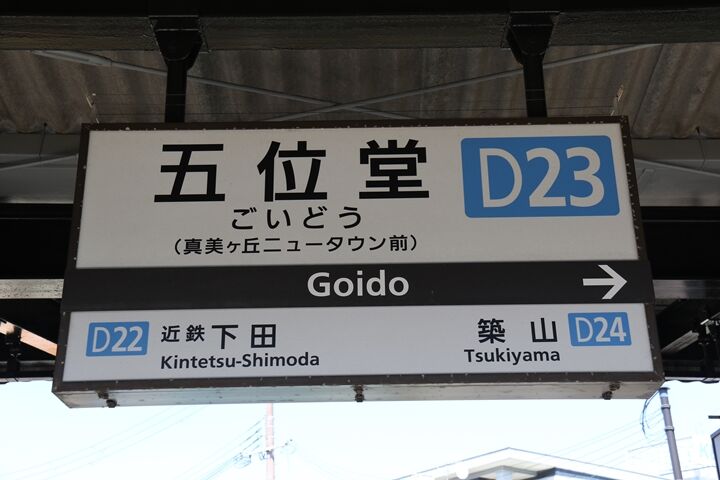 五位堂 D23
ごいどう
（真美ヶ丘ニュータウン前）
Goido →
D22 近鉄下田 築山 D24
Kintetsu-Shimoda Tsukiyama